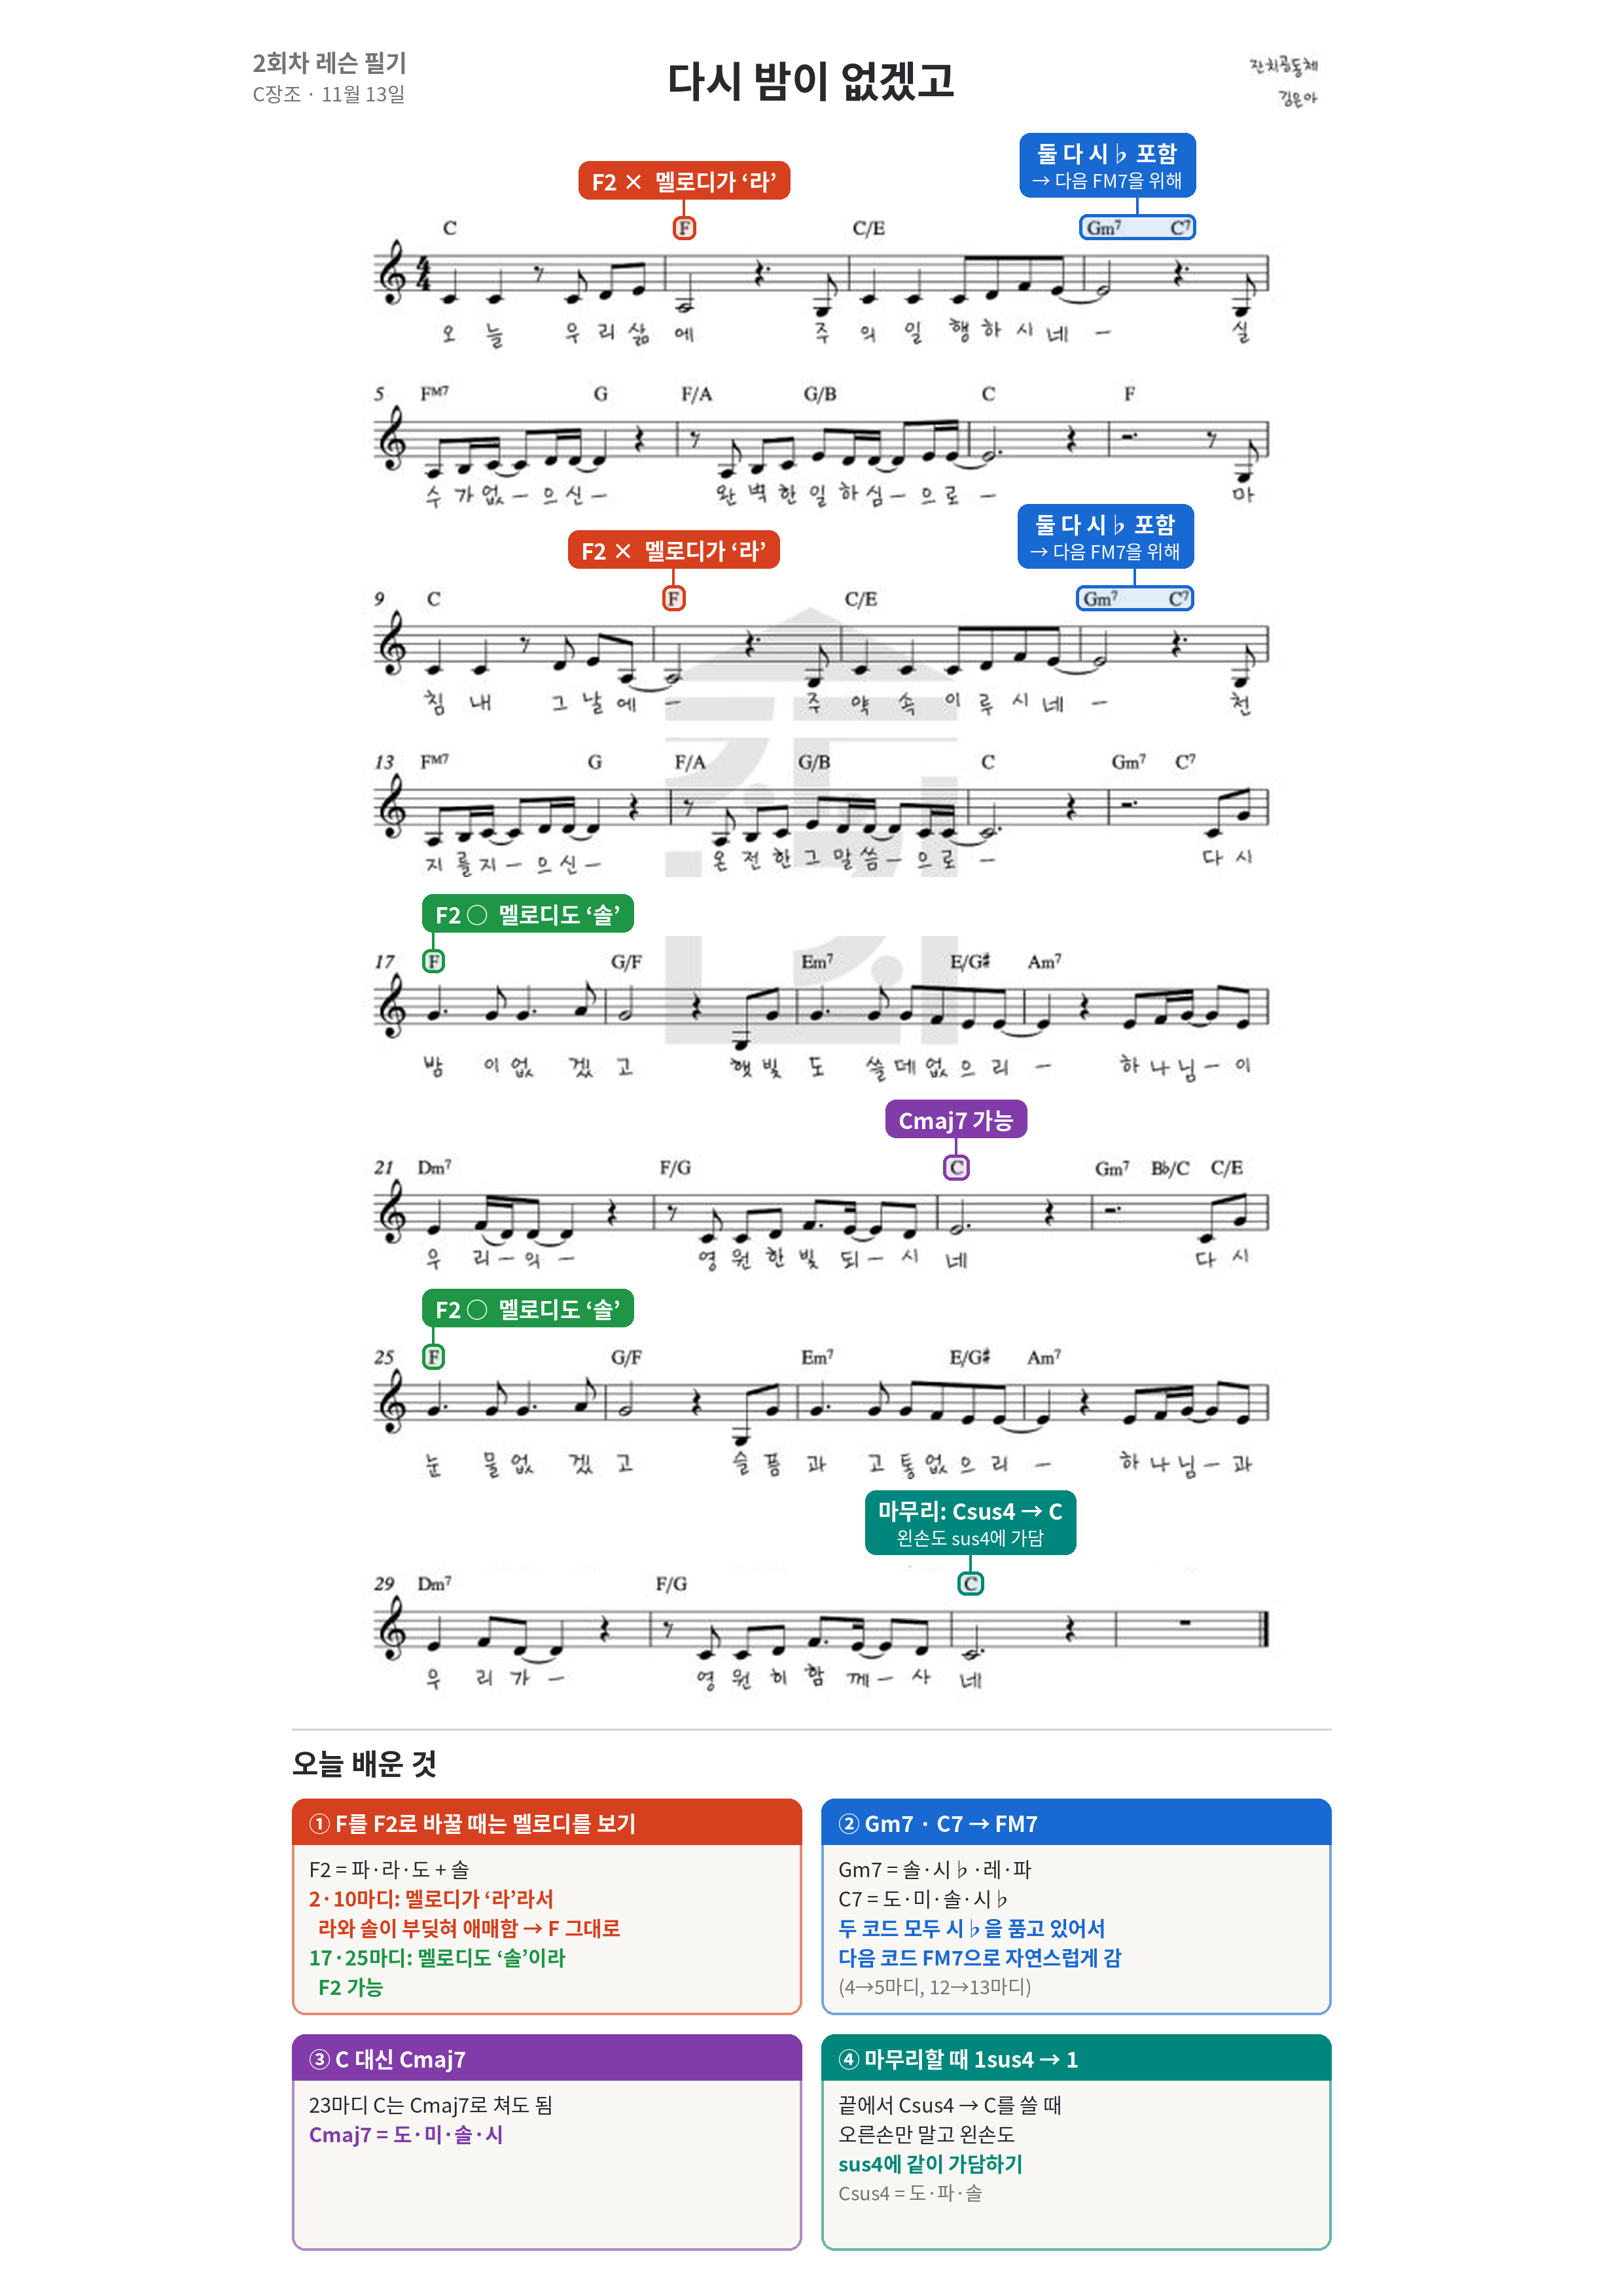 2회차 레슨 필기
C장조 · 11월 13일
다시 밤이 없겠고
잔치공동체
김은아
둘 다 시♭ 포함
→ 다음 FM7을 위해
F2 × 멜로디가 ‘라’
C F C/E Gm7 C7
4/4
오 늘 우 리 삶 에 주 의 일 행 하 시 네 – 실
5 FM7 G F/A G/B C F
수 가 없 – 으 신 – 완 벽 한 일 하 심 – 으 로 – 마
둘 다 시♭ 포함
→ 다음 FM7을 위해
F2 × 멜로디가 ‘라’
9 C F C/E Gm7 C7
침 내 그 날 에 – 주 약 속 이 루 시 네 – 천
13 FM7 G F/A G/B C Gm7 C7
지 를 지 – 으 신 – 온 전 한 그 말 씀 – 으 로 – 다 시
F2 ○ 멜로디도 ‘솔’
17 F G/F Em7 E/G♯ Am7
밤 이 없 겠 고 햇 빛 도 쓸 데 없 으 리 – 하 나 님 – 이
Cmaj7 가능
21 Dm7 F/G C Gm7 B♭/C C/E
우 리 – 의 – 영 원 한 빛 되 – 시 네 다 시
F2 ○ 멜로디도 ‘솔’
25 F G/F Em7 E/G♯ Am7
눈 물 없 겠 고 슬 픔 과 고 통 없 으 리 – 하 나 님 – 과
마무리: Csus4 → C
왼손도 sus4에 가담
29 Dm7 F/G C
우 리 가 – 영 원 히 함 께 – 사 네
오늘 배운 것
① F를 F2로 바꿀 때는 멜로디를 보기
F2 = 파·라·도 + 솔
2·10마디: 멜로디가 ‘라’라서
라와 솔이 부딪혀 애매함 → F 그대로
17·25마디: 멜로디도 ‘솔’이라
F2 가능
② Gm7 · C7 → FM7
Gm7 = 솔·시♭·레·파
C7 = 도·미·솔·시♭
두 코드 모두 시♭을 품고 있어서
다음 코드 FM7으로 자연스럽게 감
(4→5마디, 12→13마디)
③ C 대신 Cmaj7
23마디 C는 Cmaj7로 쳐도 됨
Cmaj7 = 도·미·솔·시
④ 마무리할 때 1sus4 → 1
끝에서 Csus4 → C를 쓸 때
오른손만 말고 왼손도
sus4에 같이 가담하기
Csus4 = 도·파·솔